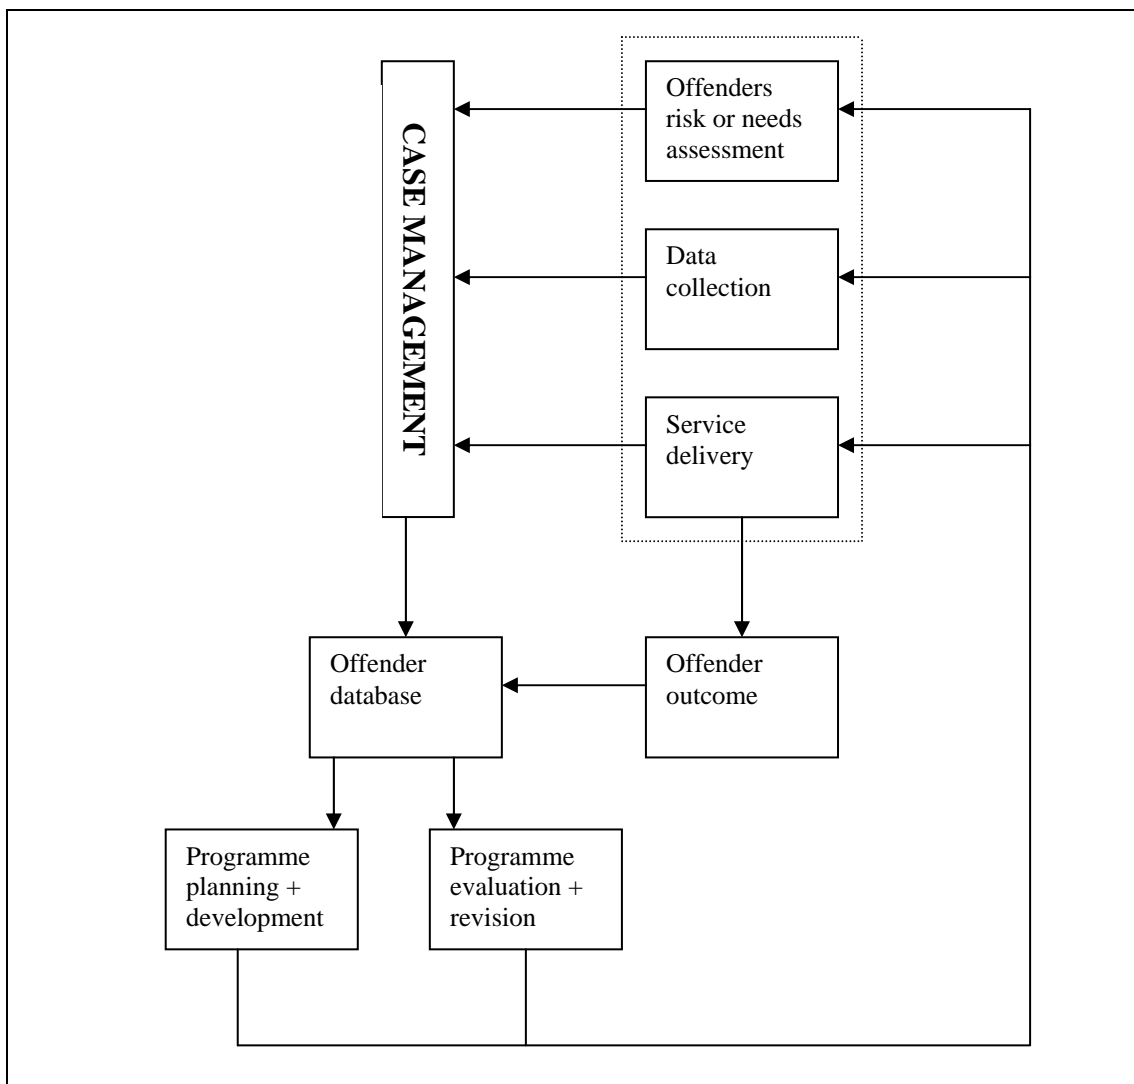 CASE MANAGEMENT
Offenders
risk or needs
assessment
Data
collection
Service
delivery
Offender
database
Offender
outcome
Programme
planning +
development
Programme
evaluation +
revision